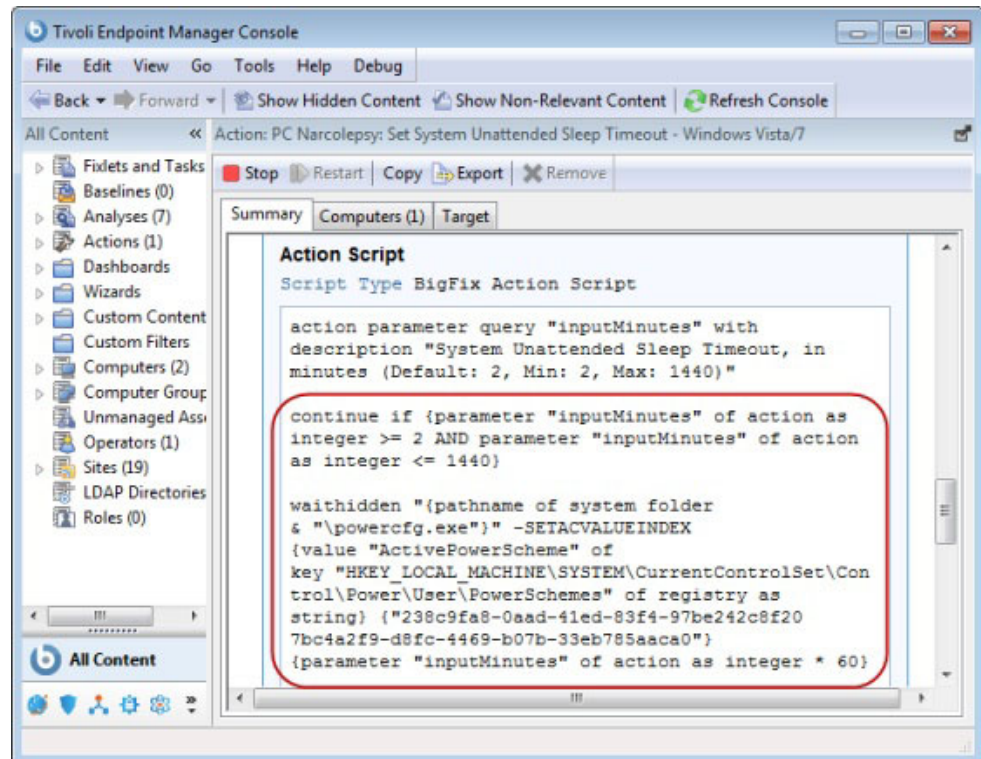 Tivoli Endpoint Manager Console
File Edit View Go Tools Help Debug
Back Forward Show Hidden Content Show Non-Relevant Content Refresh Console
All Content « Action: PC Narcolepsy: Set System Unattended Sleep Timeout - Windows Vista/7
Fixlets and Tasks
Baselines (0)
Analyses (7)
Actions (1)
Dashboards
Wizards
Custom Content
Custom Filters
Computers (2)
Computer Group
Unmanaged Ass
Operators (1)
Sites (19)
LDAP Directories
Roles (0)
All Content
Stop Restart Copy Export Remove
Summary Computers (1) Target
Action Script
Script Type BigFix Action Script
action parameter query "inputMinutes" with
description "System Unattended Sleep Timeout, in
minutes (Default: 2, Min: 2, Max: 1440)"
continue if {parameter "inputMinutes" of action as
integer >= 2 AND parameter "inputMinutes" of action
as integer <= 1440}
waithidden "{pathname of system folder
& "\powercfg.exe"}" -SETACVALUEINDEX
{value "ActivePowerScheme" of
key "HKEY_LOCAL_MACHINE\SYSTEM\CurrentControlSet\Con
trol\Power\User\PowerSchemes" of registry as
string} {"238c9fa8-0aad-41ed-83f4-97be242c8f20
7bc4a2f9-d8fc-4469-b07b-33eb785aaca0"}
{parameter "inputMinutes" of action as integer * 60}